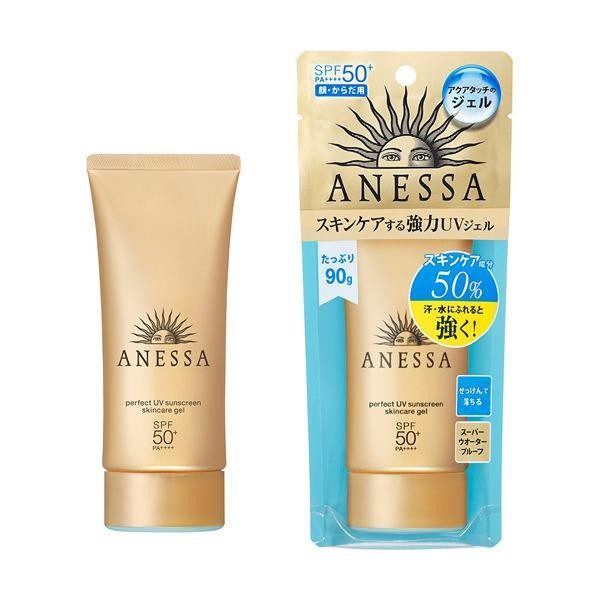 ANESSA
perfect UV sunscreen
skincare gel
SPF
50+
PA++++
SPF50+
PA++++
顔・からだ用
アクアタッチの
ジェル
ANESSA
スキンケアする強力UVジェル
たっぷり
90g
スキンケア成分
50%
汗・水にふれると
強く!
ANESSA
perfect UV sunscreen
skincare gel
SPF
50+
PA++++
せっけんで
落ちる
スーパー
ウオーター
プルーフ